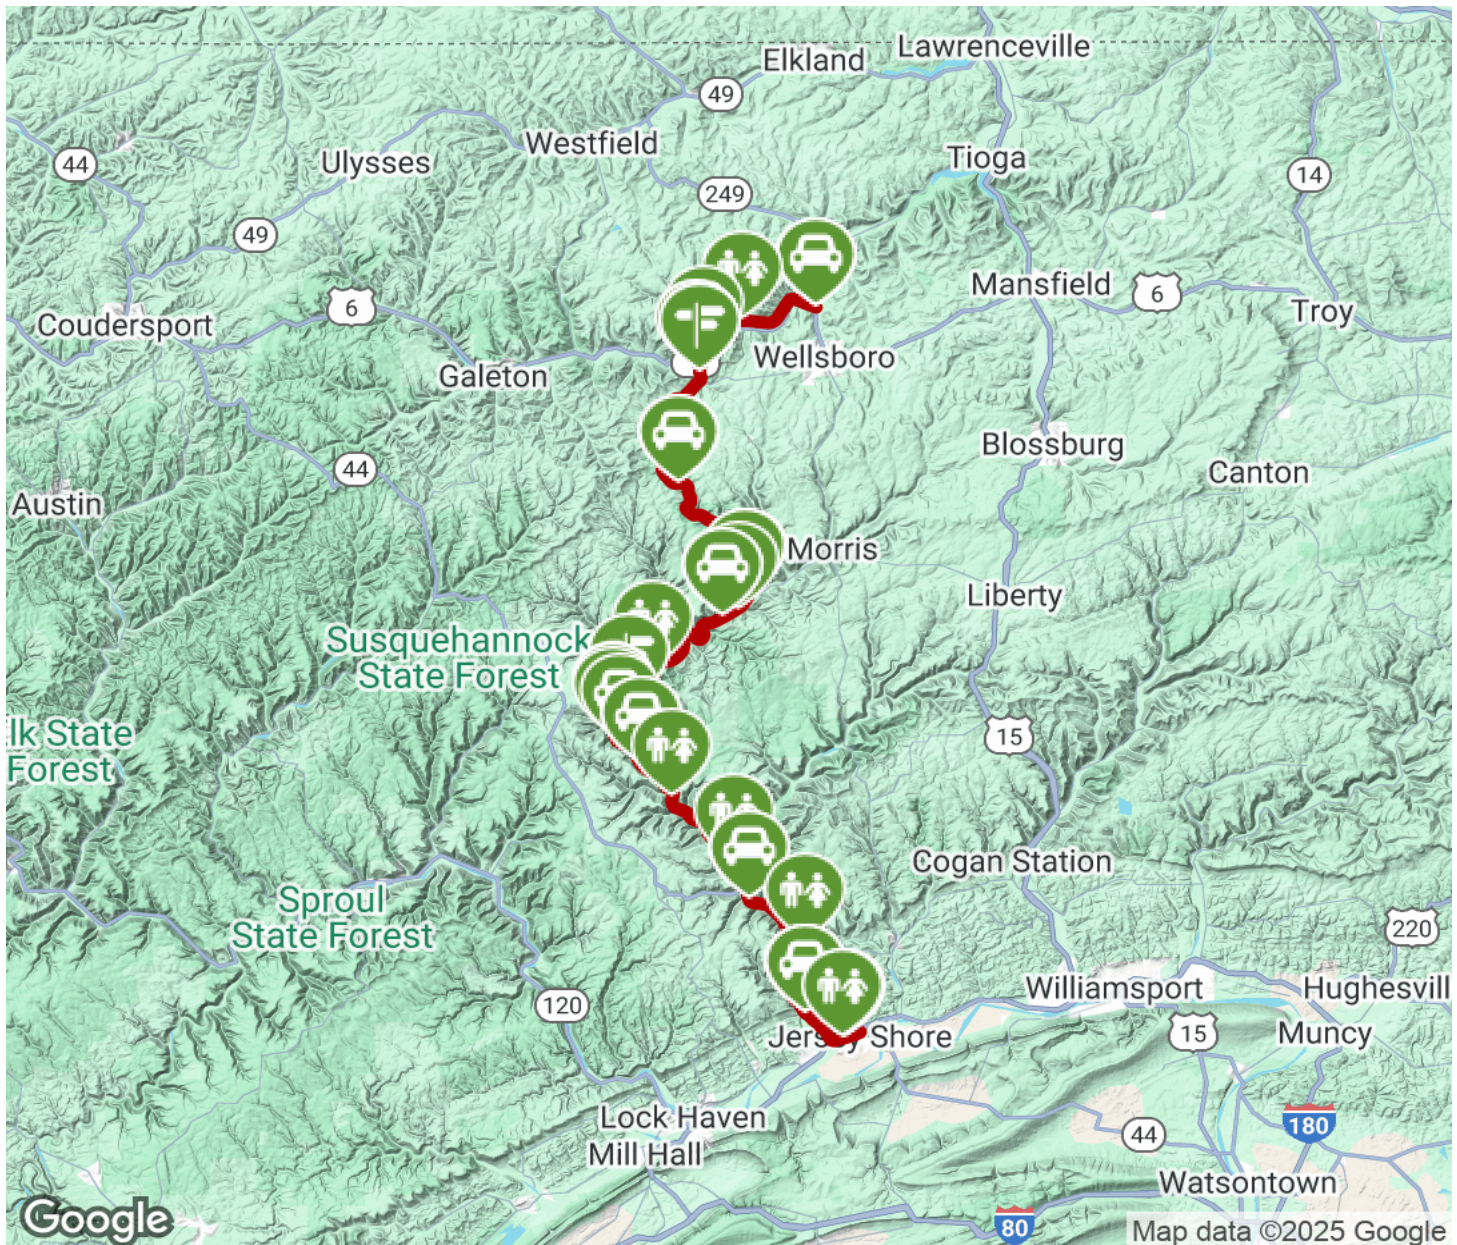 Elkland
Lawrenceville
49
Westfield
Ulysses
44
Tioga
14
249
49
Mansfield
6
6
Troy
Coudersport
Wellsboro
Galeton
Blossburg
44
Canton
Austin
Morris
Liberty
Susquehannock
State Forest
15
lk State
Forest
Cogan Station
Sproul
State Forest
220
Williamsport
Hughesvill
120
15
Muncy
Jersey Shore
Lock Haven
180
44
Mill Hall
Watsontown
80
Google
Map data ©2025 Google